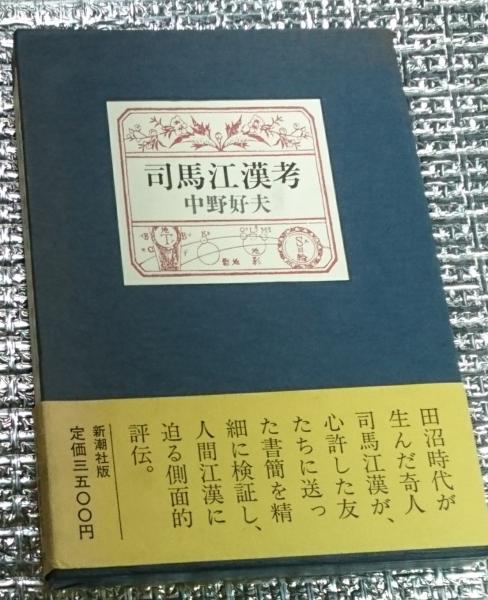 司馬江漢考
中野好夫
田沼時代が
生んだ奇人
司馬江漢が、
心許した友
たちに送っ
た書簡を精
細に検証し、
人間江漢に
迫る側面的
評伝。
新潮社版
定価三五〇〇円